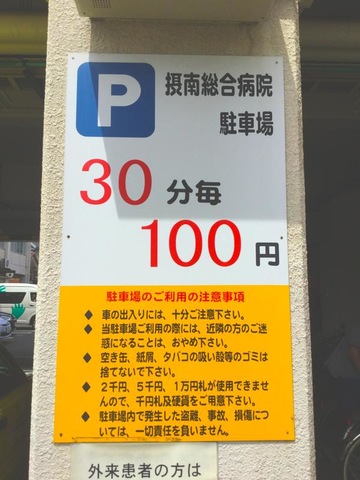 P
摂南総合病院
駐車場
30分毎
100円
駐車場のご利用の注意事項
◆ 車の出入りには、十分ご注意下さい。
◆ 当駐車場ご利用の際には、近隣の方のご迷
惑になることは、おやめ下さい。
◆ 空き缶、紙屑、タバコの吸い殻等のゴミは
捨てないで下さい。
◆ 2千円、5千円、1万円札が使用できませ
んので、千円札及硬貨をご用意下さい。
◆ 駐車場内で発生した盗難、事故、損傷につ
いては、一切責任を負いません。
外来患者の方は